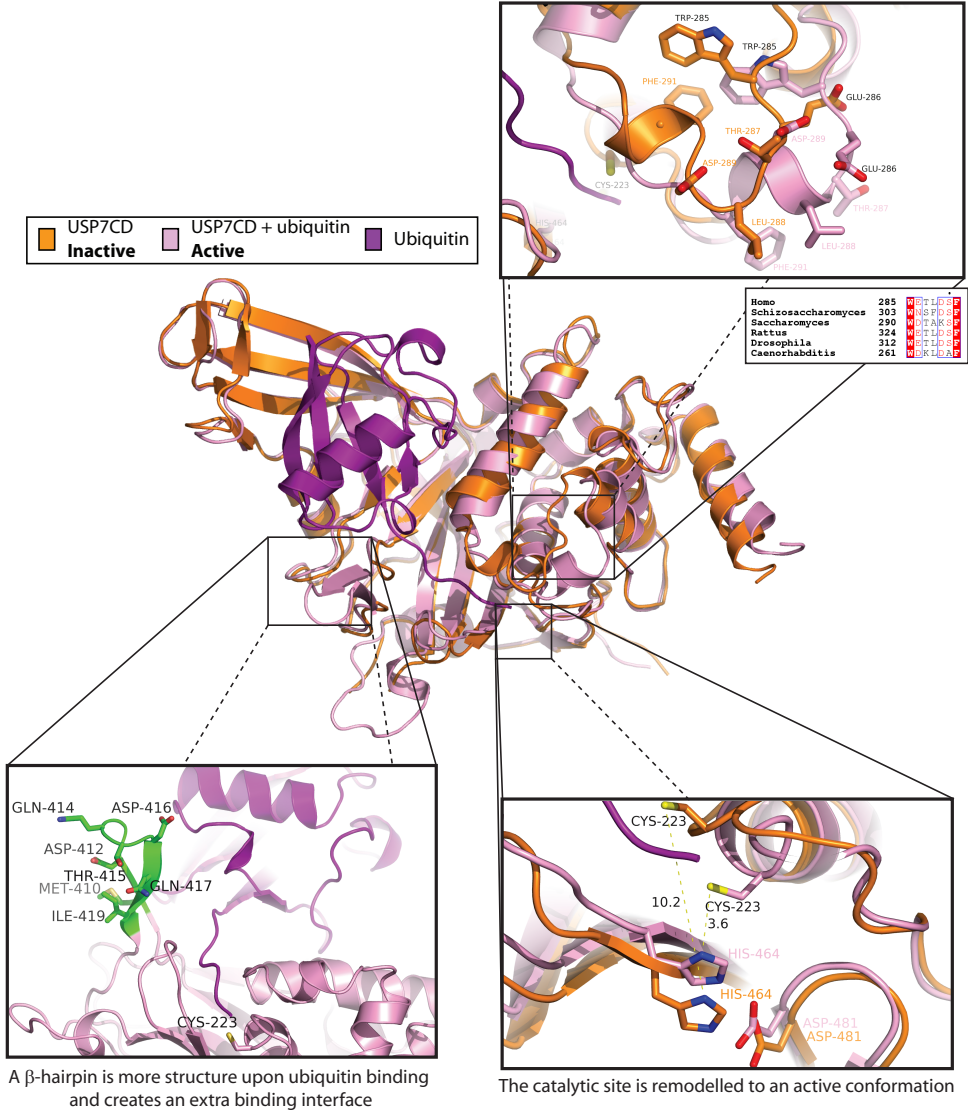 TRP-285
TRP-285
PHE-291
GLU-286
THR-287
ASP-289
ASP-289
GLU-286
CYS-223
THR-287
HIS-464
LEU-288
LEU-288
PHE-291
USP7CD
Inactive
USP7CD + ubiquitin
Active
Ubiquitin
Homo 285 WETLDSF
Schizosaccharomyces 303 WNSFDSF
Saccharomyces 290 WDTAKSF
Rattus 324 WETLDSF
Drosophila 312 WETLDSF
Caenorhabditis 261 WDKLDAF
GLN-414 ASP-416
ASP-412
THR-415
MET-410 GLN-417
ILE-419
CYS-223
A β-hairpin is more structure upon ubiquitin binding
and creates an extra binding interface
CYS-223
10.2 CYS-223
3.6
HIS-464
HIS-464
ASP-481
ASP-481
The catalytic site is remodelled to an active conformation